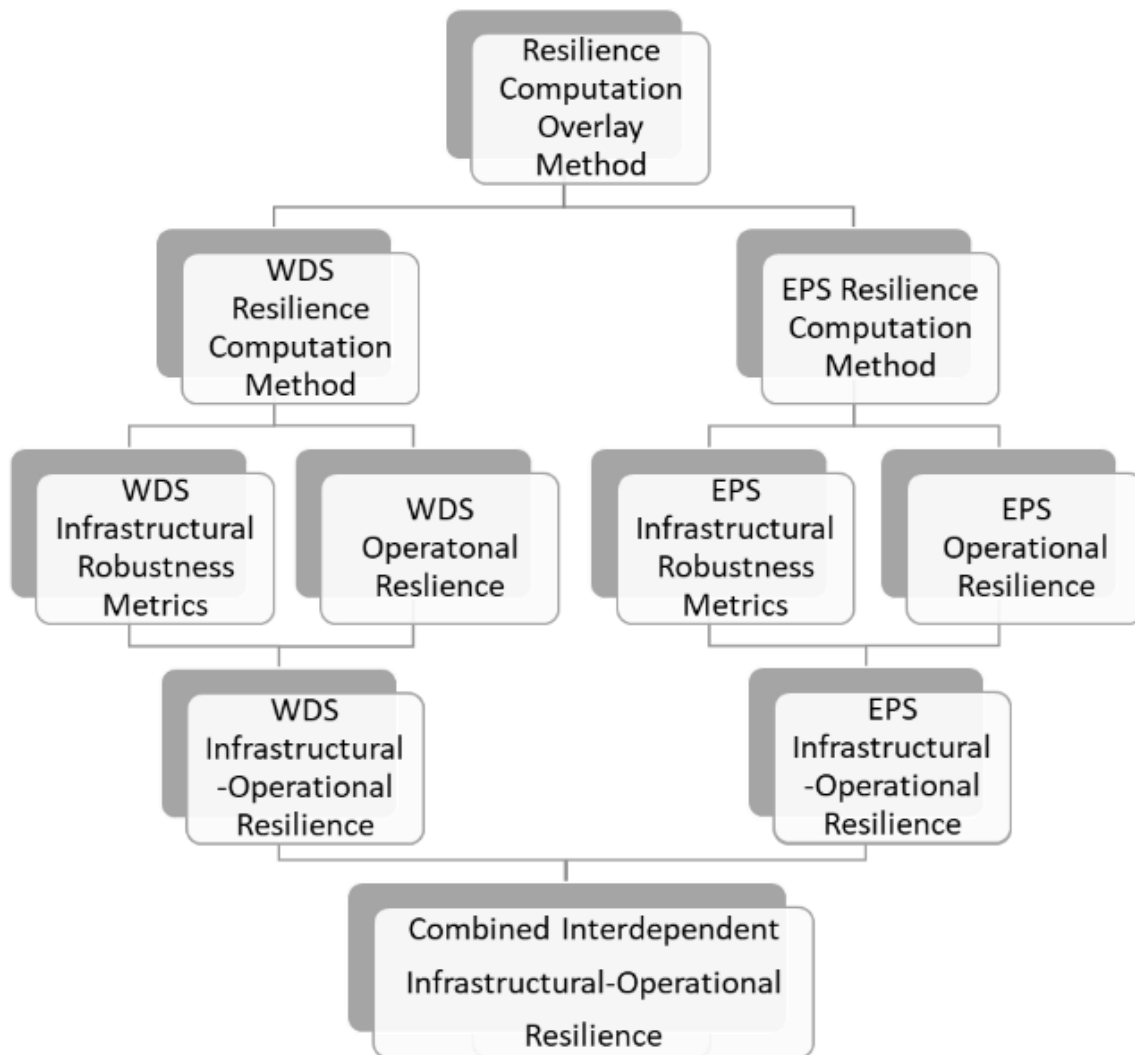 Resilience
Computation
Overlay
Method
WDS
Resilience
Computation
Method
EPS Resilience
Computation
Method
WDS
Infrastructural
Robustness
Metrics
WDS
Operatonal
Reslience
EPS
Infrastructural
Robustness
Metrics
EPS
Operational
Resilience
WDS
Infrastructural
-Operational
Resilience
EPS
Infrastructural
-Operational
Resilience
Combined Interdependent
Infrastructural-Operational
Resilience